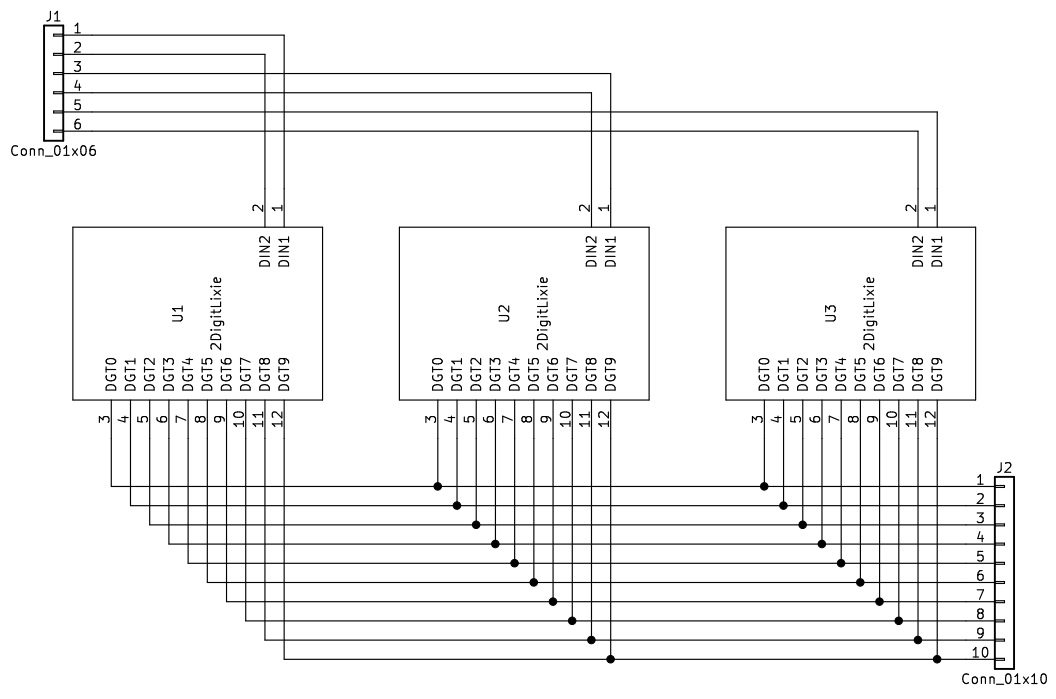 J1
1
2
3
4
5
6
Conn_01x06
2 1
2 1
2 1
DIN2 DIN1
DIN2 DIN1
DIN2 DIN1
U1 2DigitLixie
U2 2DigitLixie
U3 2DigitLixie
DGT0 DGT1 DGT2 DGT3 DGT4 DGT5 DGT6 DGT7 DGT8 DGT9
DGT0 DGT1 DGT2 DGT3 DGT4 DGT5 DGT6 DGT7 DGT8 DGT9
DGT0 DGT1 DGT2 DGT3 DGT4 DGT5 DGT6 DGT7 DGT8 DGT9
3 4 5 6 7 8 9 10 11 12
3 4 5 6 7 8 9 10 11 12
3 4 5 6 7 8 9 10 11 12
J2
1
2
3
4
5
6
7
8
9
10
Conn_01x10